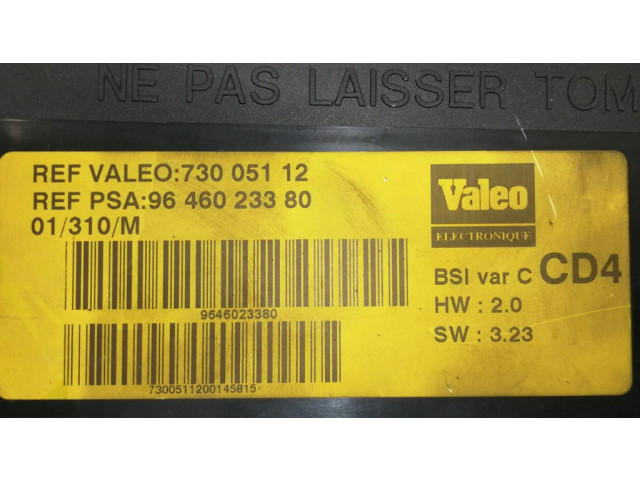 NE PAS LAISSER TOM
REF VALEO:730 051 12
REF PSA:96 460 233 80
01/310/M
9646023380
7300511200145815
Valeo
ELECTRONIQUE
BSI var C CD4
HW : 2.0
SW : 3.23